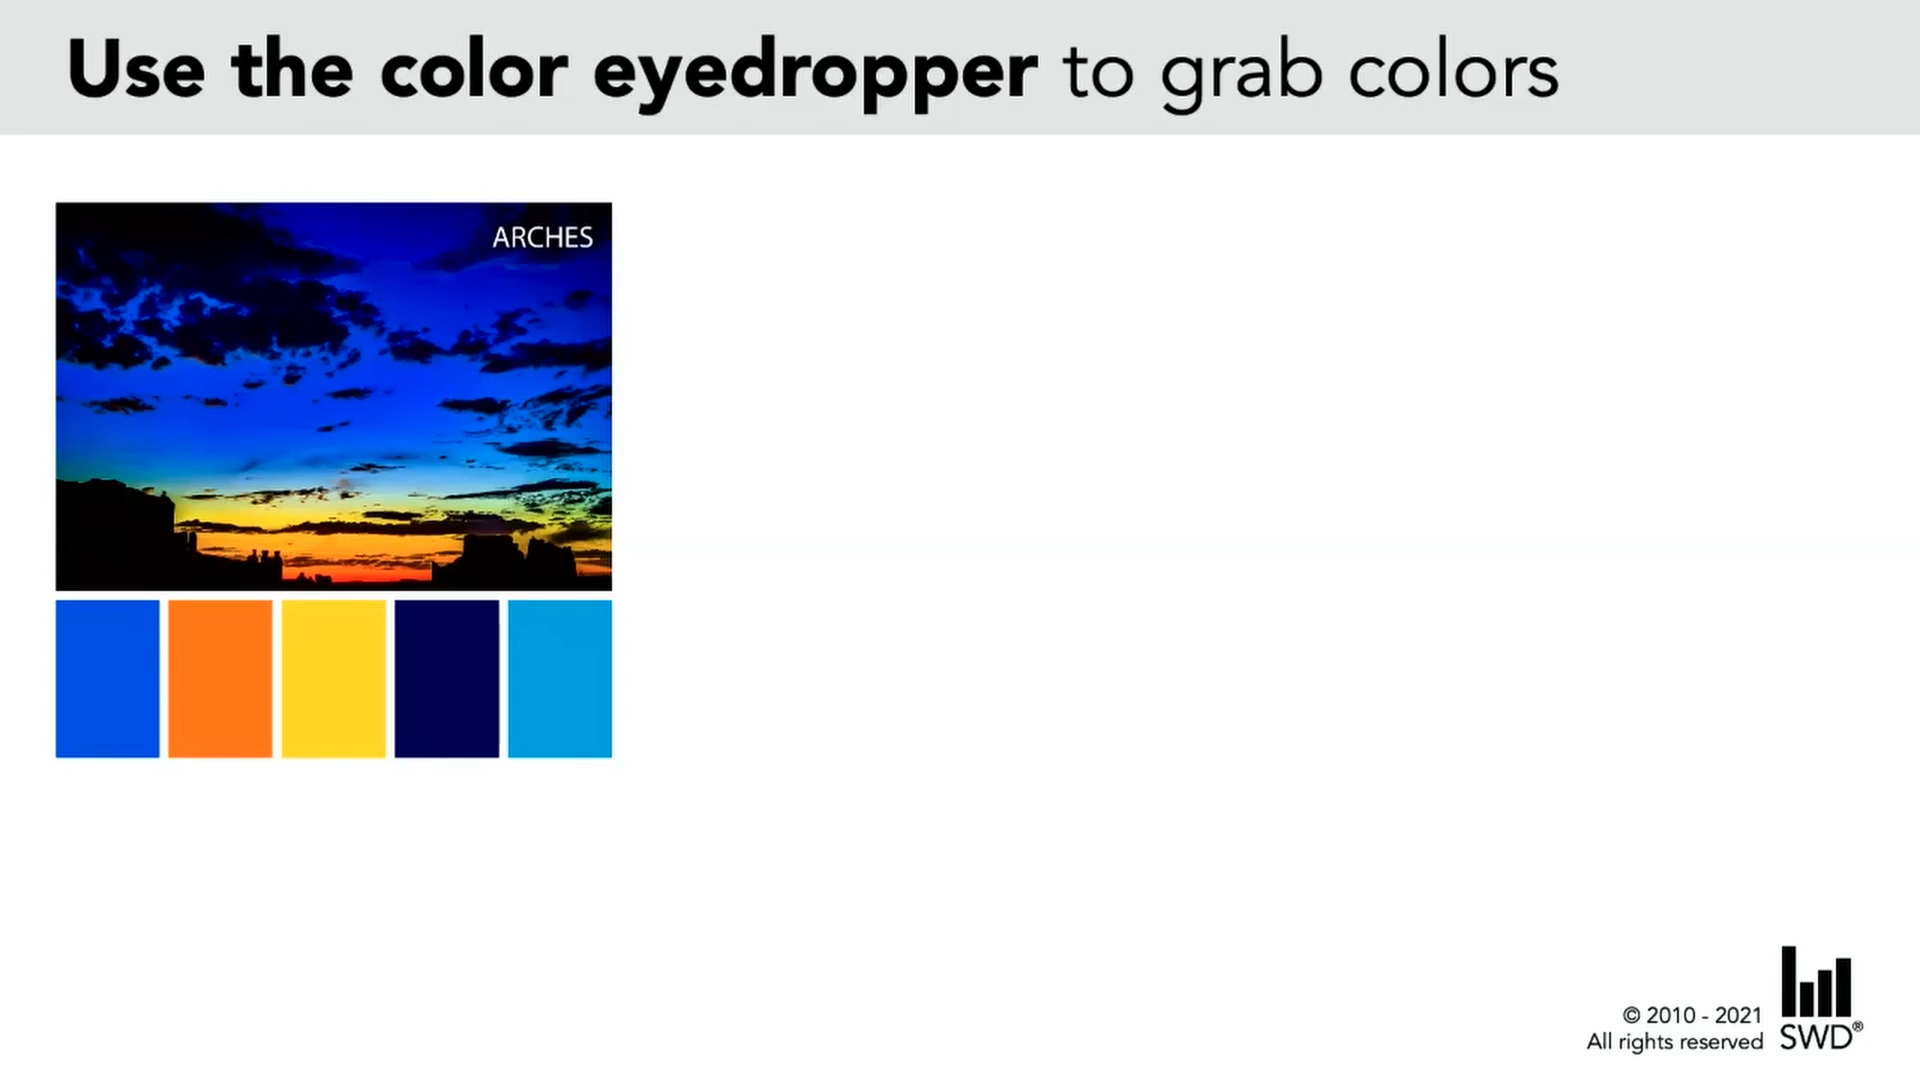 Use the color eyedropper to grab colors
ARCHES
© 2010 - 2021
All rights reserved
SWD®